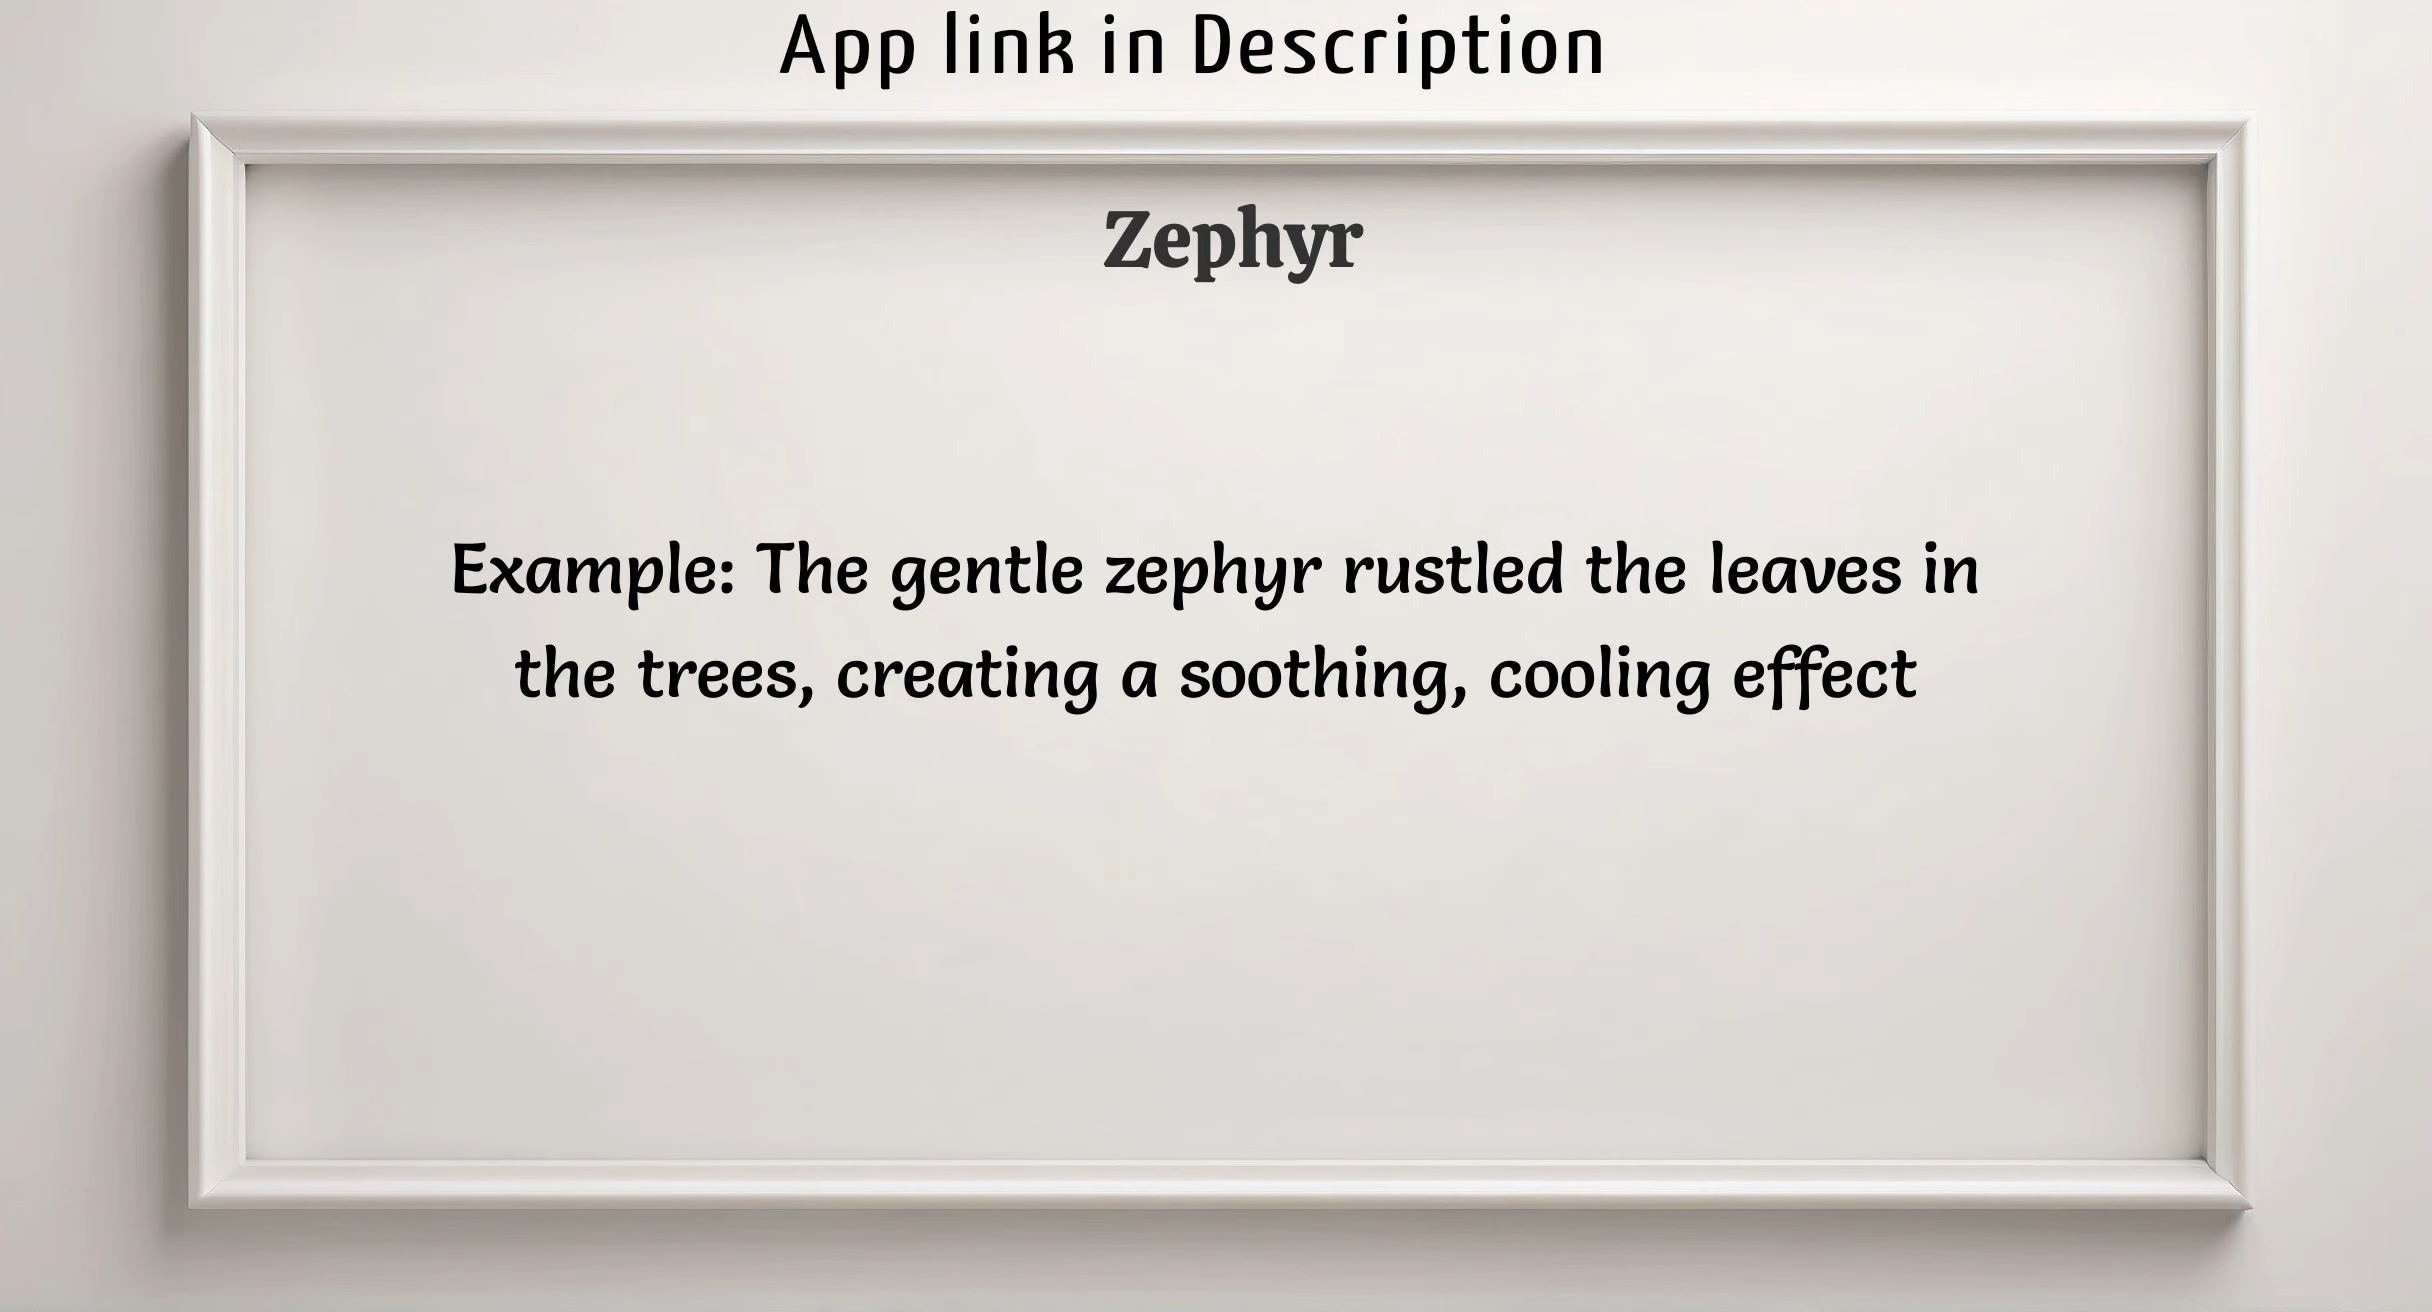 App link in Description
Zephyr
Example: The gentle zephyr rustled the leaves in
the trees, creating a soothing, cooling effect